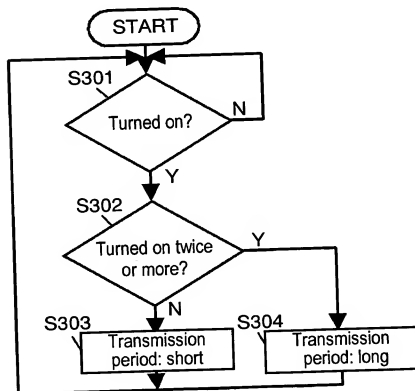 START
S301
Turned on?
N
Y
S302
Turned on twice
or more?
Y
N
S303
Transmission
period: short
S304
Transmission
period: long